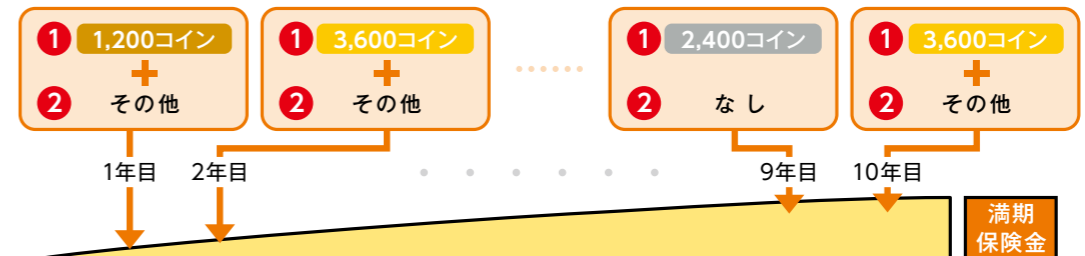 1 1,200コイン
+
2 その他
1 3,600コイン
+
2 その他
……
1 2,400コイン
2 なし
1 3,600コイン
+
2 その他
1年目
2年目
9年目
10年目
満期
保険金